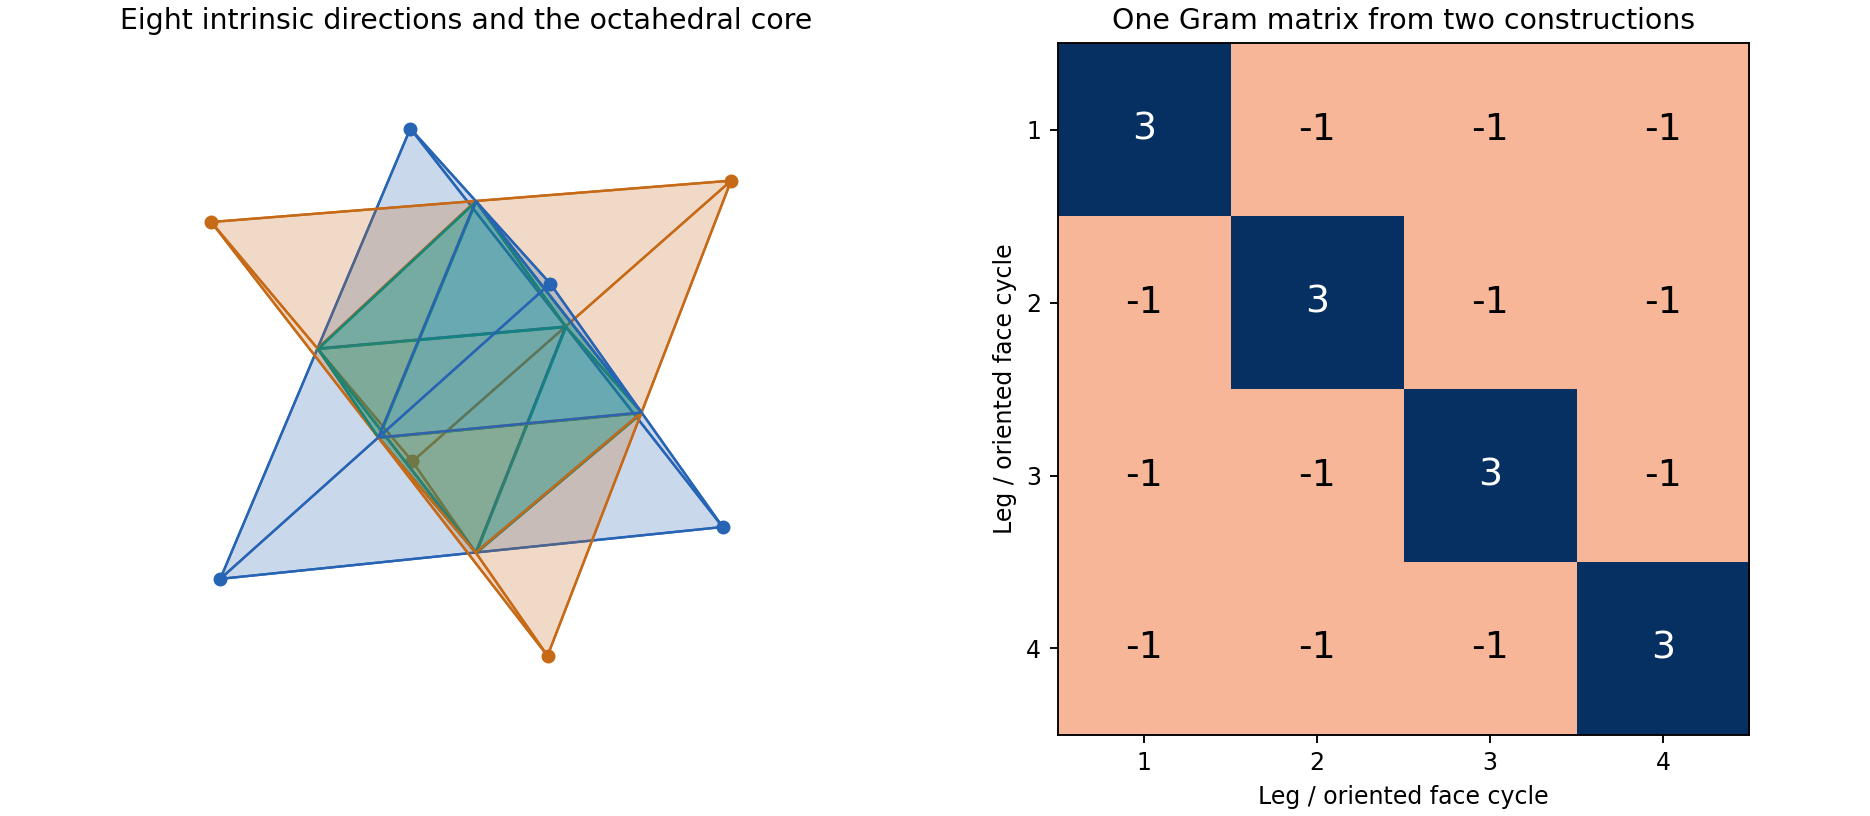 Eight intrinsic directions and the octahedral core
One Gram matrix from two constructions
Leg / oriented face cycle
1
3 -1 -1 -1
2
-1 3 -1 -1
3
-1 -1 3 -1
4
-1 -1 -1 3
1 2 3 4
Leg / oriented face cycle